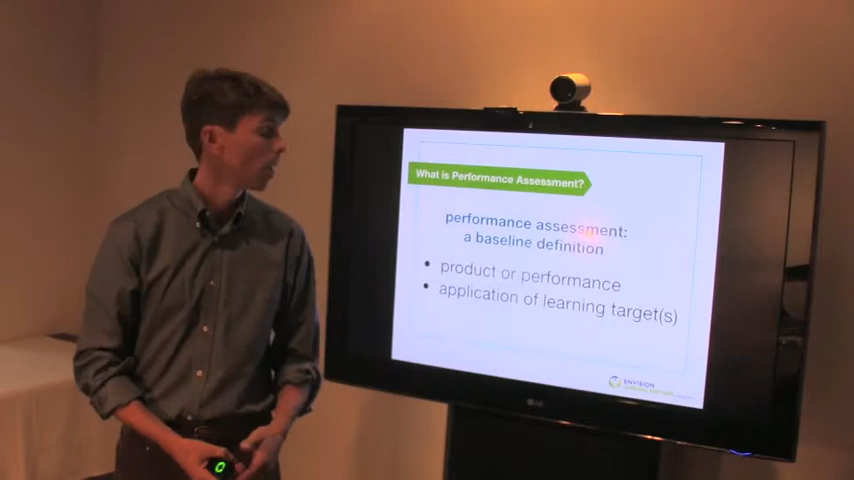 What is Performance Assessment?
performance assessment:
a baseline definition
• product or performance
• application of learning target(s)
ENVISION
LG